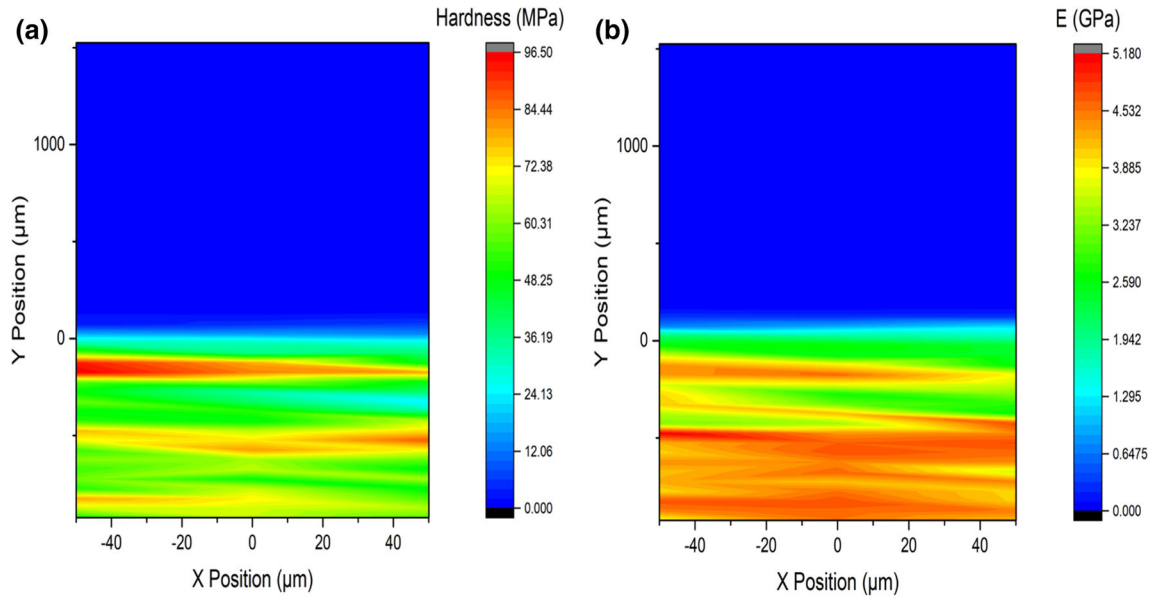 (a)
Hardness (MPa)
96.50
84.44
72.38
60.31
48.25
36.19
24.13
12.06
0.000
Y Position (µm)
1000
0
-40 -20 0 20 40
X Position (µm)
(b)
E (GPa)
5.180
4.532
3.885
3.237
2.590
1.942
1.295
0.6475
0.000
Y Position (µm)
1000
0
-40 -20 0 20 40
X Position (µm)